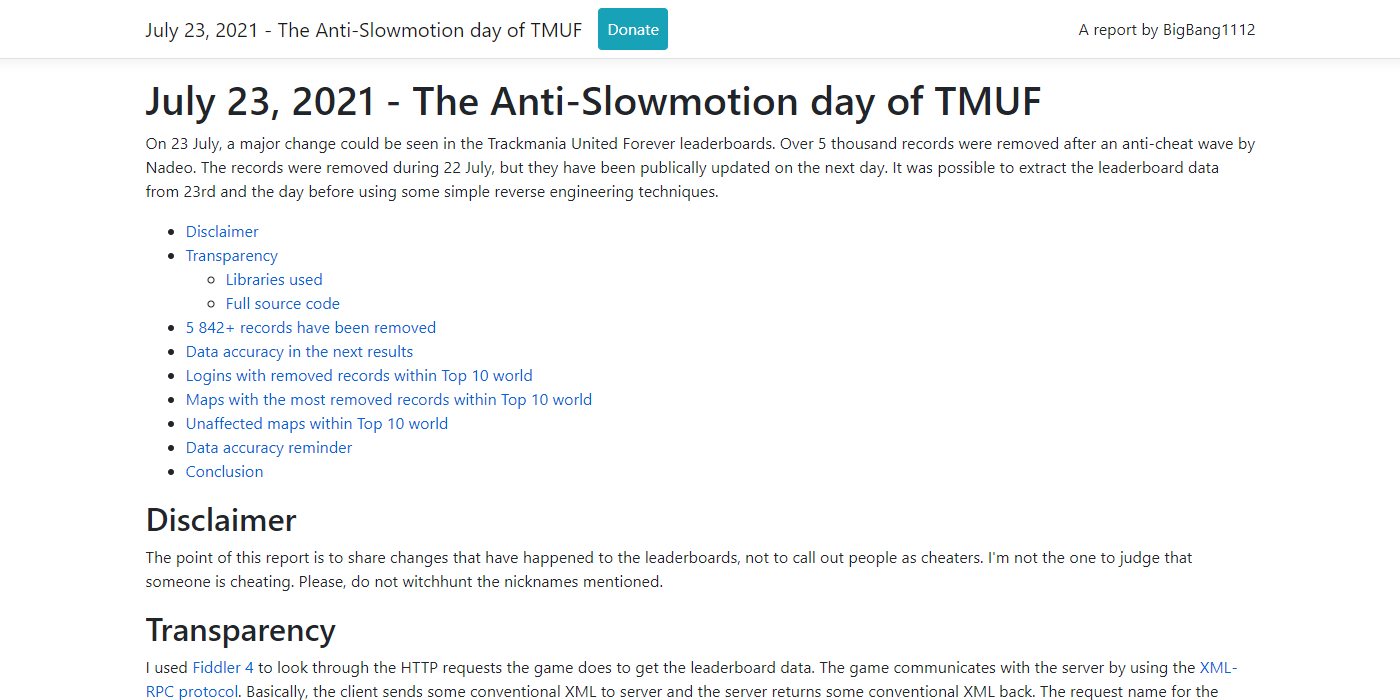 July 23, 2021 - The Anti-Slowmotion day of TMUF
Donate
A report by BigBang1112
July 23, 2021 - The Anti-Slowmotion day of TMUF
On 23 July, a major change could be seen in the Trackmania United Forever leaderboards. Over 5 thousand records were removed after an anti-cheat wave by
Nadeo. The records were removed during 22 July, but they have been publically updated on the next day. It was possible to extract the leaderboard data
from 23rd and the day before using some simple reverse engineering techniques.
Disclaimer
Transparency
Libraries used
Full source code
5 842+ records have been removed
Data accuracy in the next results
Logins with removed records within Top 10 world
Maps with the most removed records within Top 10 world
Unaffected maps within Top 10 world
Data accuracy reminder
Conclusion
Disclaimer
The point of this report is to share changes that have happened to the leaderboards, not to call out people as cheaters. I'm not the one to judge that
someone is cheating. Please, do not witchhunt the nicknames mentioned.
Transparency
I used Fiddler 4 to look through the HTTP requests the game does to get the leaderboard data. The game communicates with the server by using the XML-
RPC protocol. Basically, the client sends some conventional XML to server and the server returns some conventional XML back. The request name for the